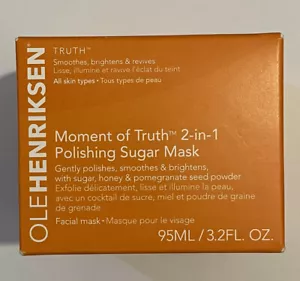 OLEHENRIKSEN
TRUTH™
Smoothes, brightens & revives
Lisse, illumine et ravive l'éclat du teint
All skin types • Tous types de peau
Moment of Truth™ 2-in-1
Polishing Sugar Mask
Gently polishes, smoothes & brightens,
with sugar, honey & pomegranate seed powder
Exfolie délicatement, lisse et illumine la peau,
avec un cocktail de sucre, miel et poudre de graine
de grenade
Facial mask • Masque pour le visage
95ML / 3.2FL. OZ.